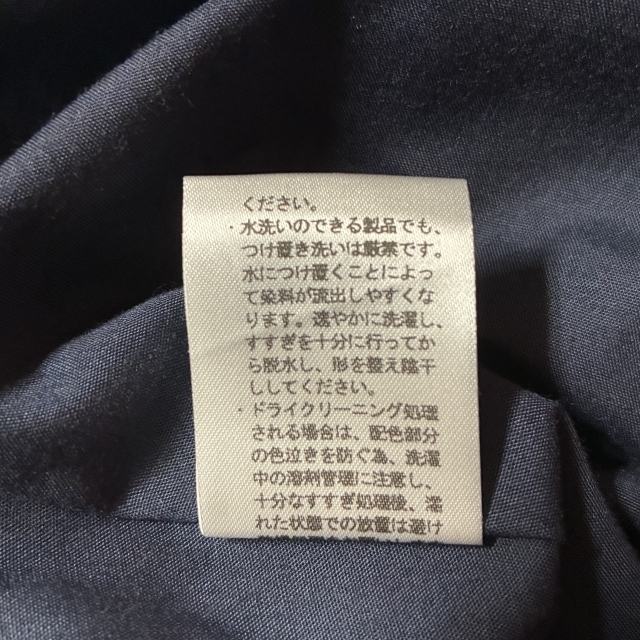 ください。
・水洗いのできる製品でも、
つけ置き洗いは厳禁です。
水につけ置くことによっ
て染料が流出しやすくな
ります。速やかに洗濯し、
すすぎを十分に行ってか
ら脱水し、形を整え陰干
ししてください。
・ドライクリーニング処理
される場合は、配色部分
の色泣きを防ぐ為、洗濯
中の溶剤管理に注意し、
十分なすすぎ処理後、濡
れた状態での放置は避け